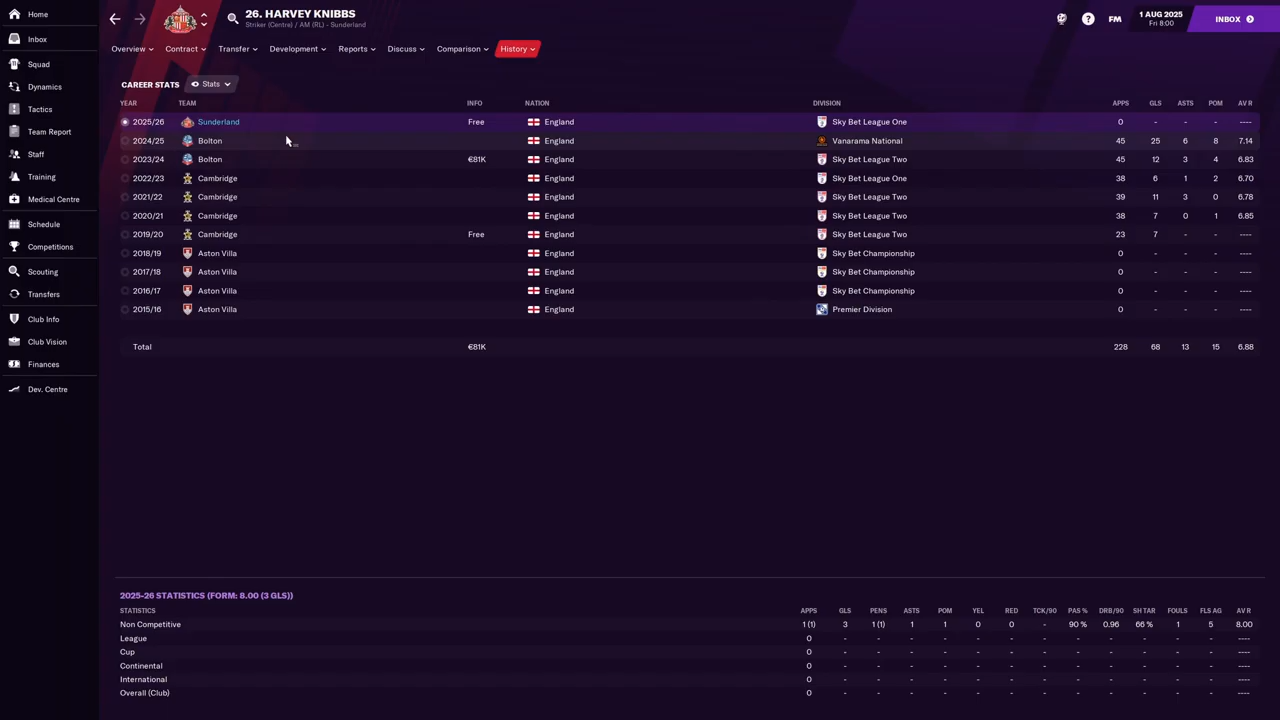 Home
26. HARVEY KNIBBS
Striker (Centre) / AM (RL) - Sunderland
FM
1 AUG 2025
Fri 8:00
INBOX
Inbox
Overview Contract Transfer Development Reports Discuss Comparison History
Squad
Dynamics
Tactics
Team Report
Staff
Training
Medical Centre
Schedule
Competitions
Scouting
Transfers
Club Info
Club Vision
Finances
Dev. Centre
CAREER STATS Stats
YEAR TEAM INFO NATION DIVISION APPS GLS ASTS POM AV R
2025/26 Sunderland Free England Sky Bet League One 0 - - - ----
2024/25 Bolton England Vanarama National 45 25 6 8 7.14
2023/24 Bolton €81K England Sky Bet League Two 45 12 3 4 6.83
2022/23 Cambridge England Sky Bet League One 38 6 1 2 6.70
2021/22 Cambridge England Sky Bet League Two 39 11 3 0 6.78
2020/21 Cambridge England Sky Bet League Two 38 7 0 1 6.85
2019/20 Cambridge Free England Sky Bet League Two 23 7 - - ----
2018/19 Aston Villa England Sky Bet Championship 0 - - - ----
2017/18 Aston Villa England Sky Bet Championship 0 - - - ----
2016/17 Aston Villa England Sky Bet Championship 0 - - - ----
2015/16 Aston Villa England Premier Division 0 - - - ----
Total €81K 228 68 13 15 6.88
2025-26 STATISTICS (FORM: 8.00 (3 GLS))
STATISTICS APPS GLS PENS ASTS POM YEL RED TCK/90 PAS % DRB/90 SH TAR FOULS FLS AG AV R
Non Competitive 1 (1) 3 1 (1) 1 1 0 0 - 90 % 0.96 66 % 1 5 8.00
League 0 - - - - - - - - - - - - ----
Cup 0 - - - - - - - - - - - - ----
Continental 0 - - - - - - - - - - - - ----
International 0 - - - - - - - - - - - - ----
Overall (Club) 0 - - - - - - - - - - - - ----